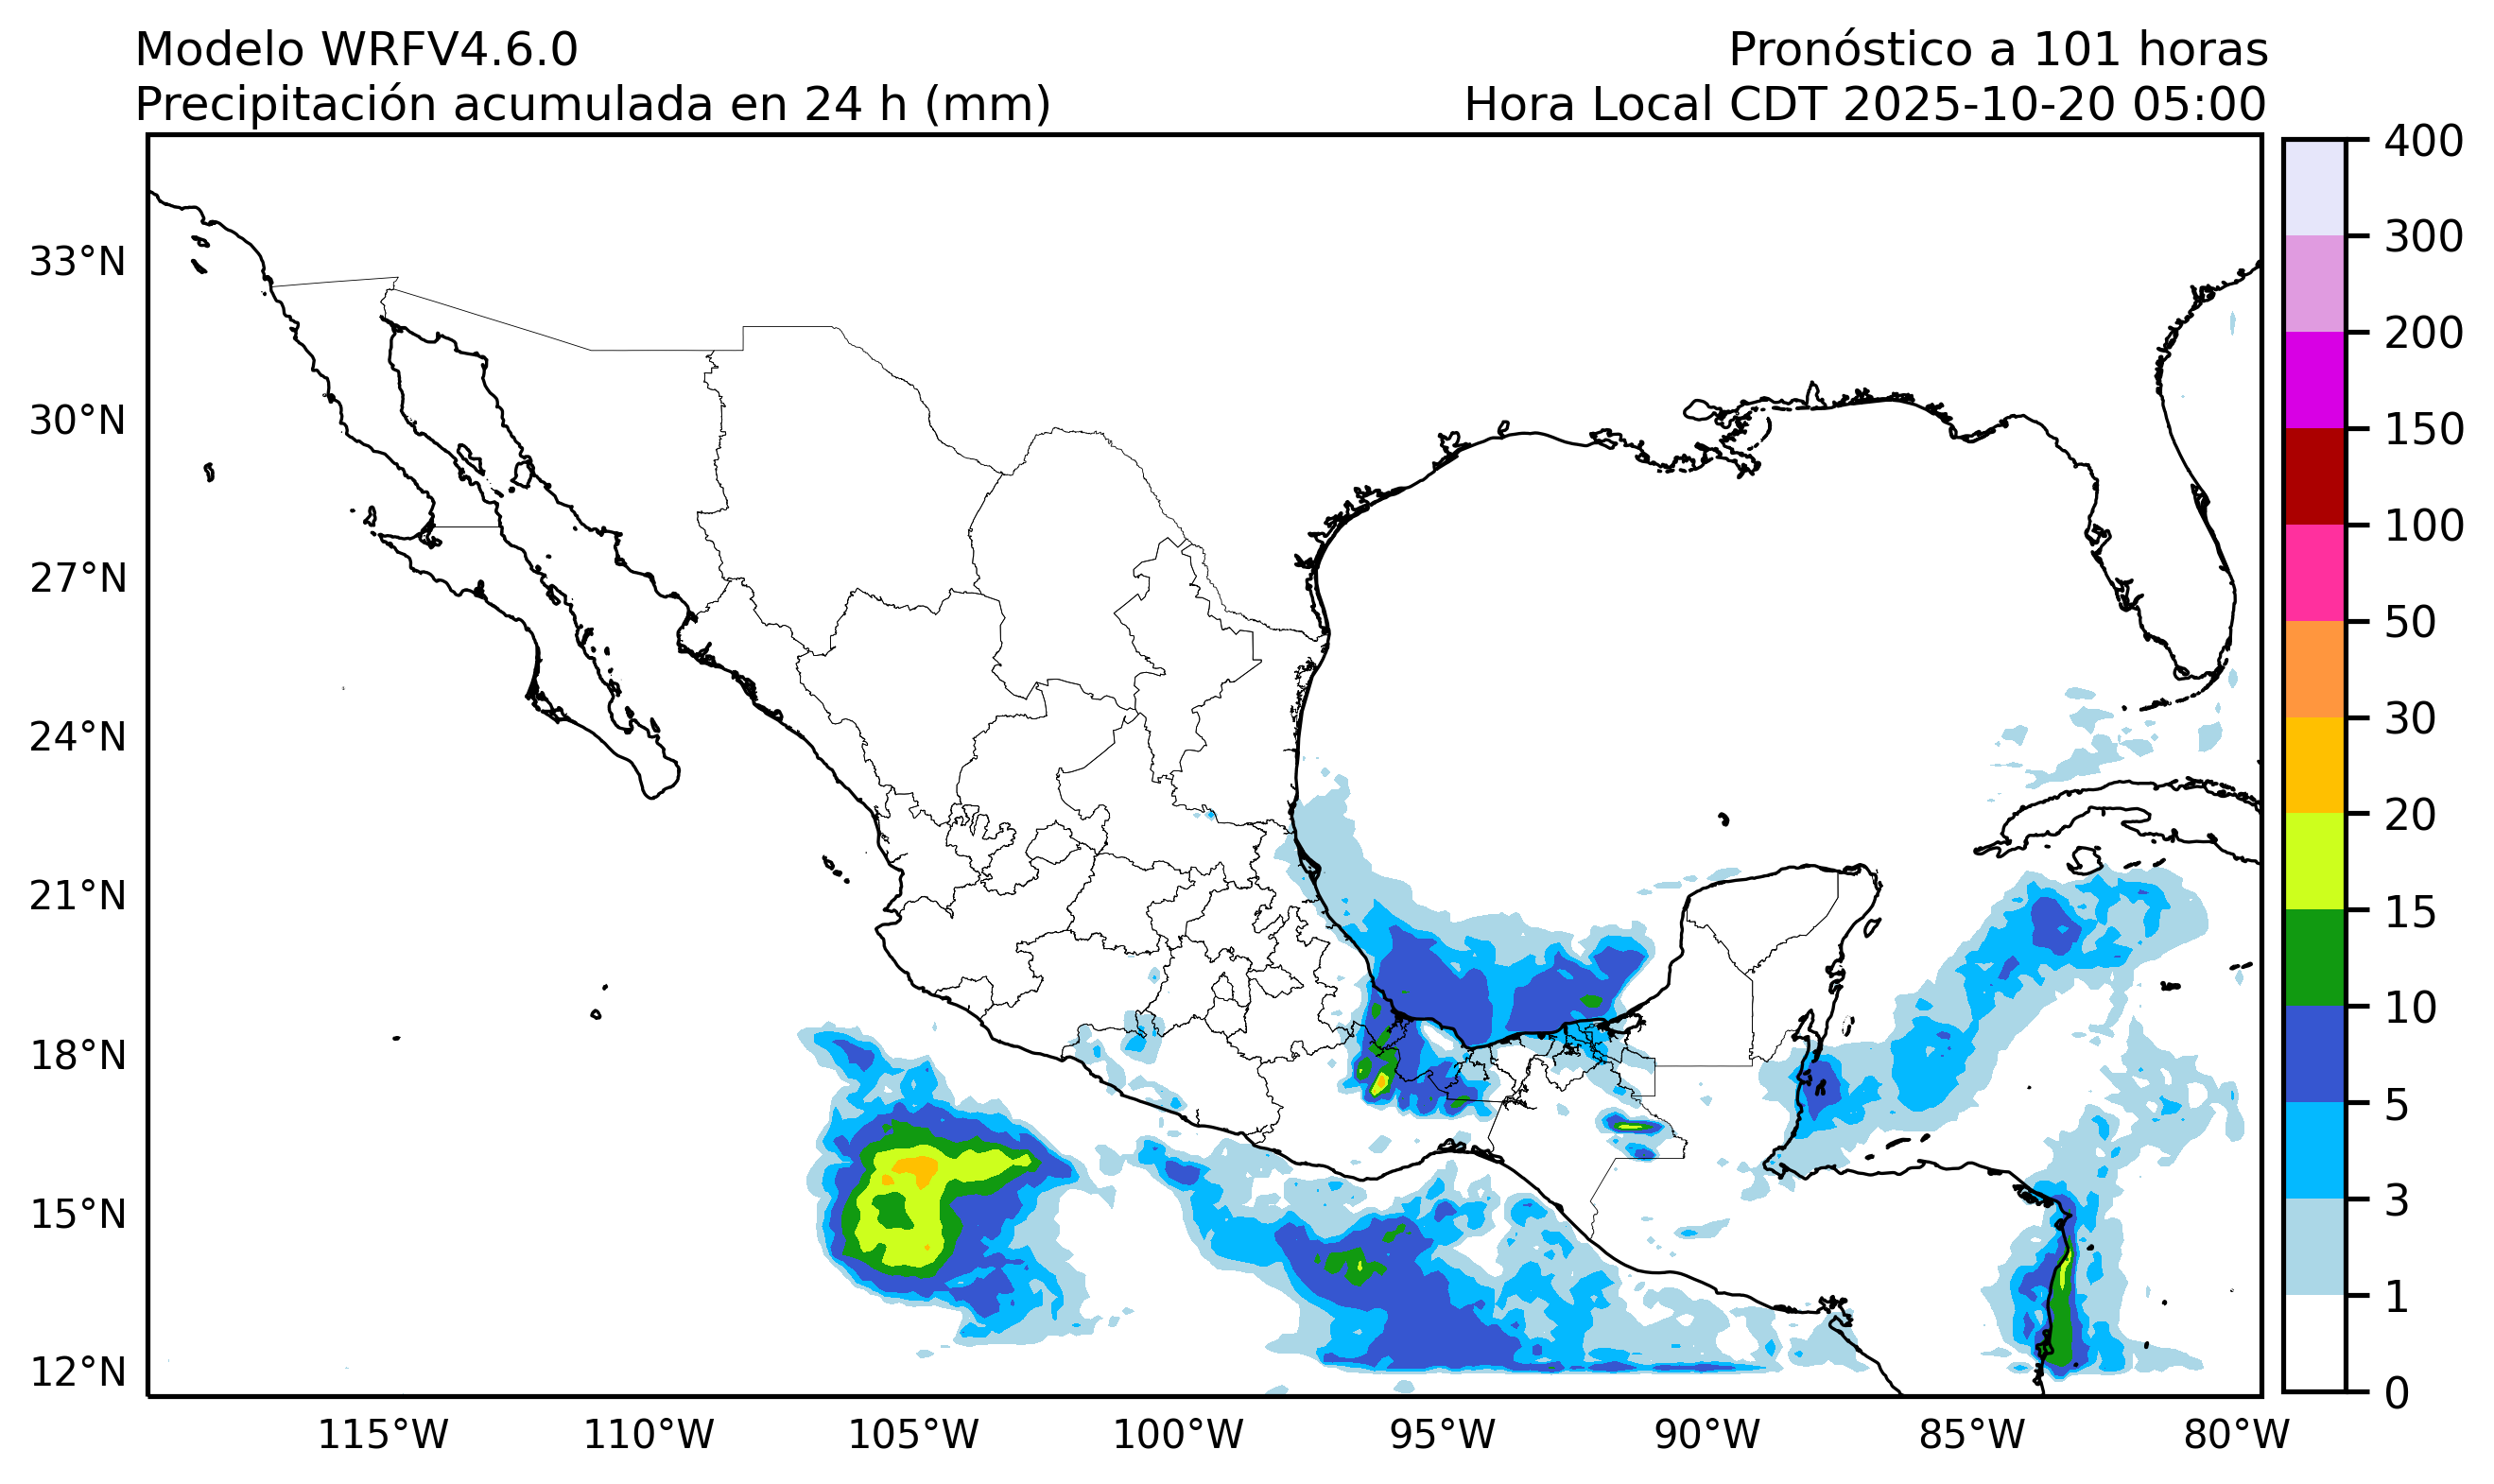 Modelo WRFV4.6.0
Pronóstico a 101 horas
Precipitación acumulada en 24 h (mm)
Hora Local CDT 2025-10-20 05:00
33°N
30°N
27°N
24°N
21°N
18°N
15°N
12°N
115°W
110°W
105°W
100°W
95°W
90°W
85°W
80°W
400
300
200
150
100
50
30
20
15
10
5
3
1
0